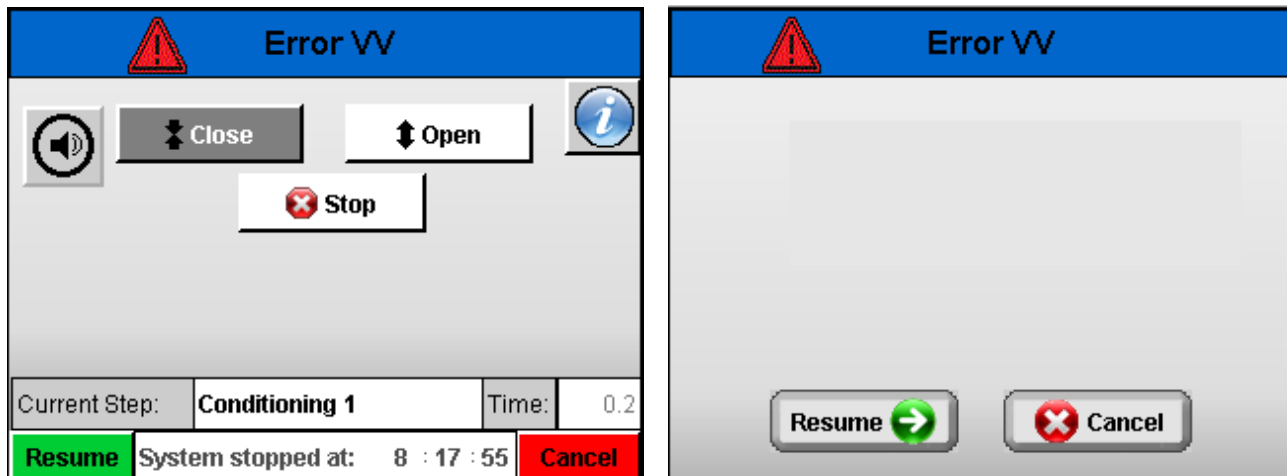 Error VV
Close Open
Stop
Current Step: Conditioning 1 Time: 0.2
Resume System stopped at: 8 : 17 : 55 Cancel
Error VV
Resume Cancel